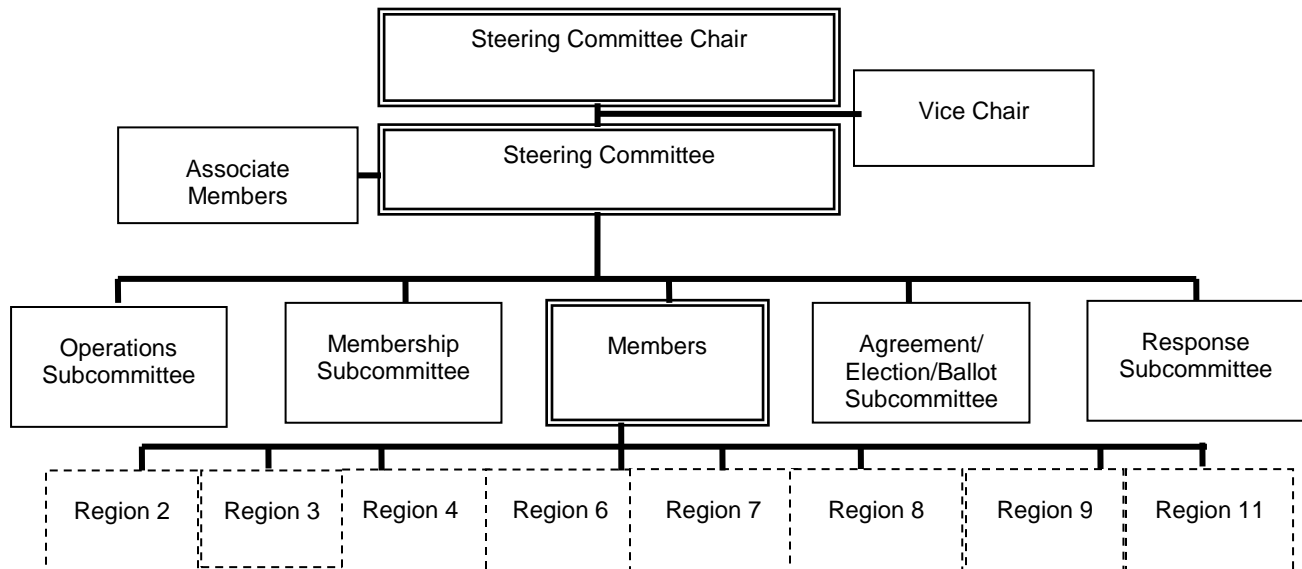 Steering Committee Chair
Vice Chair
Steering Committee
Associate
Members
Operations
Subcommittee
Membership
Subcommittee
Members
Agreement/
Election/Ballot
Subcommittee
Response
Subcommittee
Region 2
Region 3
Region 4
Region 6
Region 7
Region 8
Region 9
Region 11